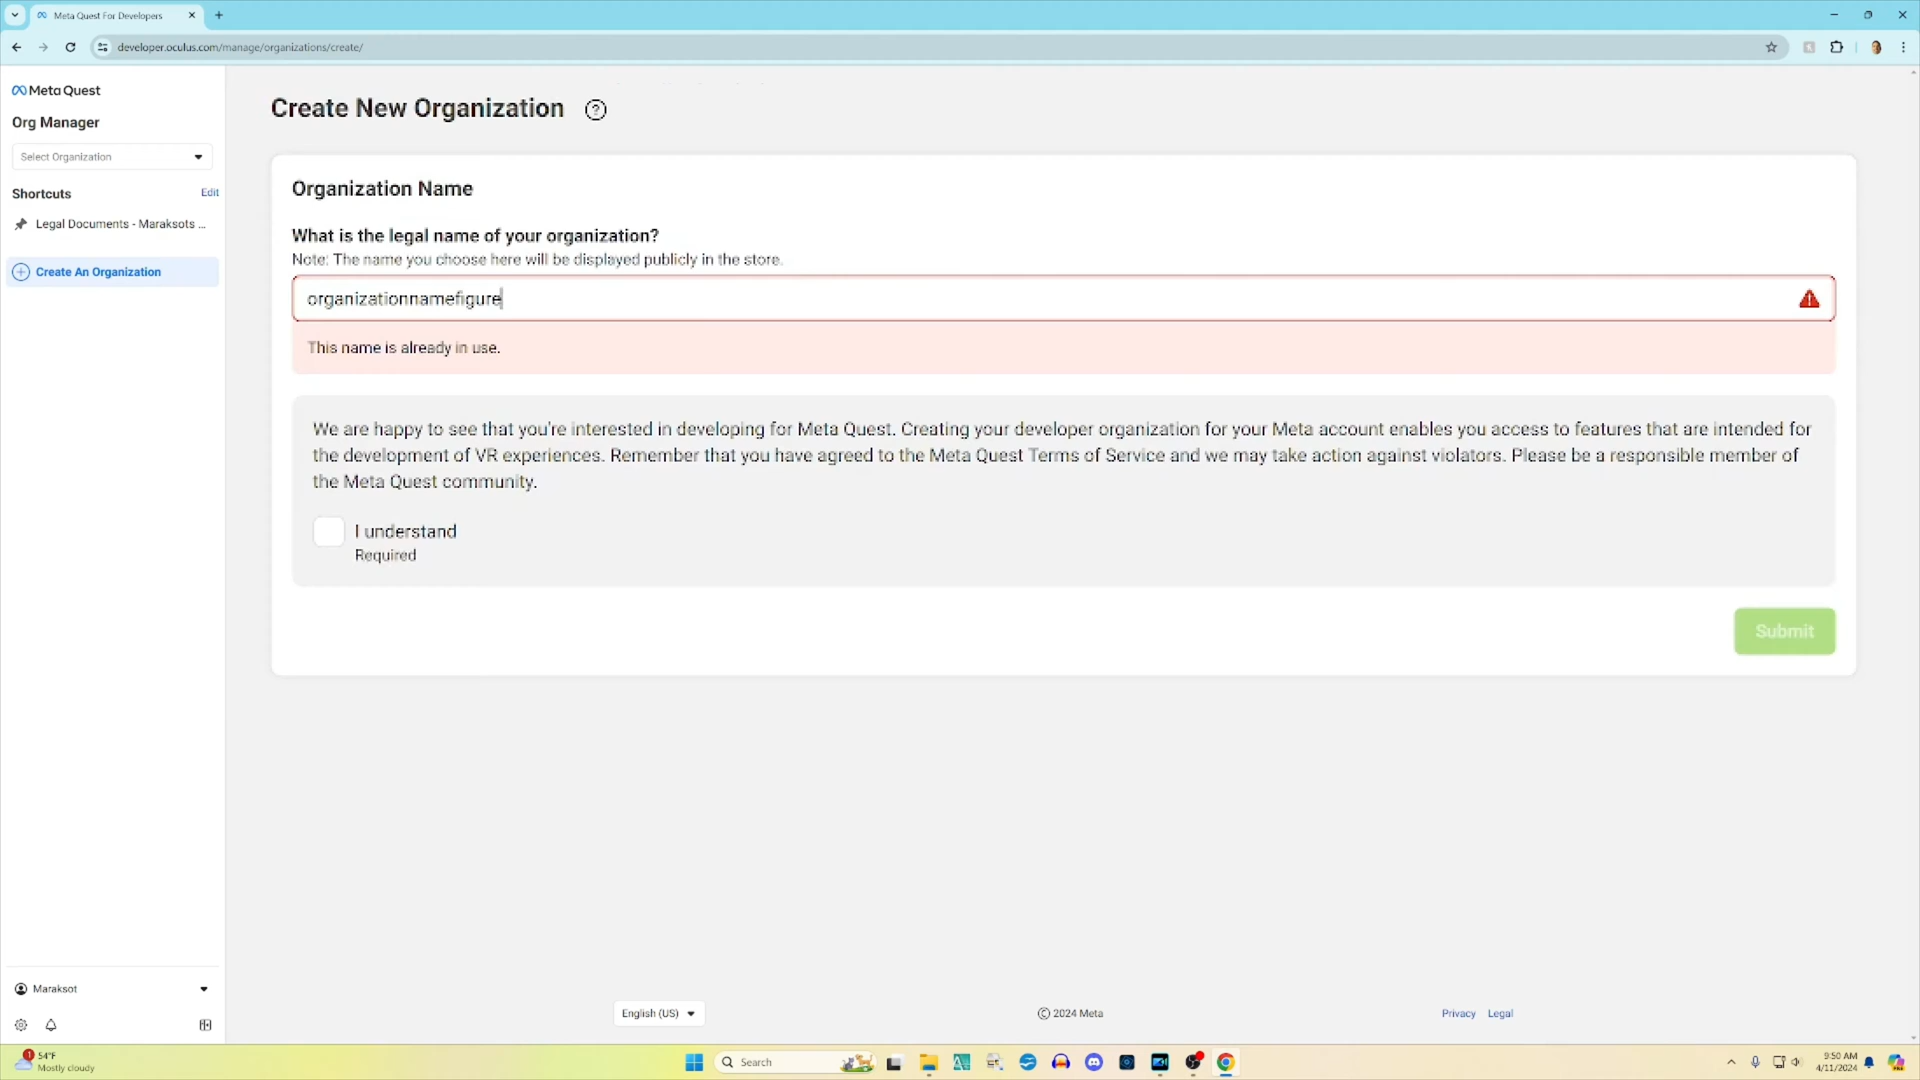 Meta Quest For Developers
developer.oculus.com/manage/organizations/create/
Meta Quest
Org Manager
Select Organization
Shortcuts
Edit
Legal Documents - Maraksots ...
Create An Organization
Create New Organization
?
Organization Name
What is the legal name of your organization?
Note: The name you choose here will be displayed publicly in the store.
organizationnamefigure
This name is already in use.
We are happy to see that you're interested in developing for Meta Quest. Creating your developer organization for your Meta account enables you access to features that are intended for
the development of VR experiences. Remember that you have agreed to the Meta Quest Terms of Service and we may take action against violators. Please be a responsible member of
the Meta Quest community.
I understand
Required
Submit
Maraksot
English (US)
© 2024 Meta
Privacy
Legal
1
54°F
Mostly cloudy
Search
9:50 AM
4/11/2024